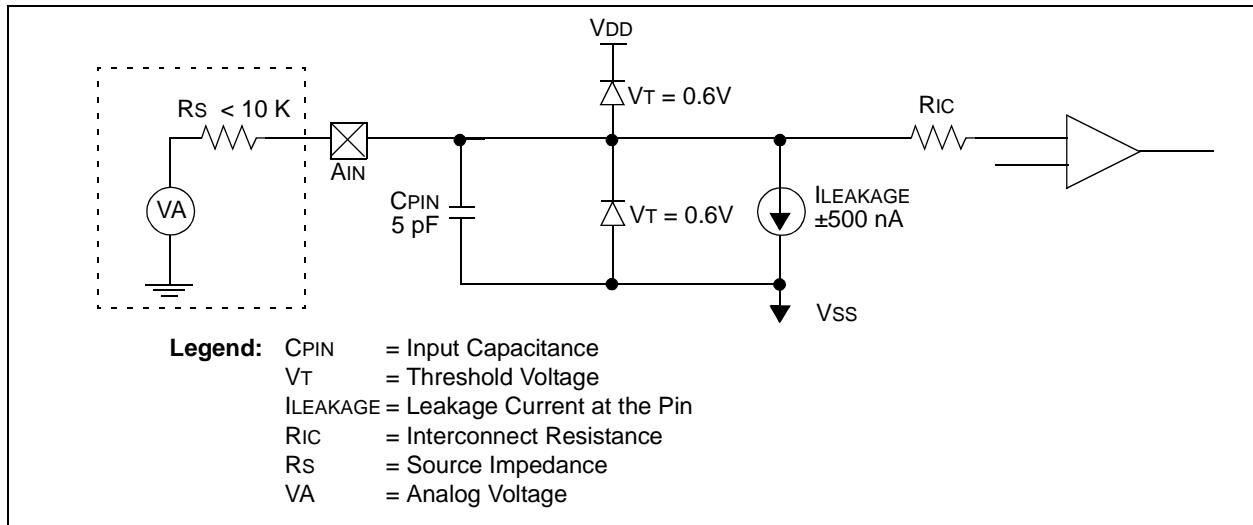 VDD
RS < 10 K
VT = 0.6V
RIC
AIN
VA
CPIN
5 pF
VT = 0.6V
ILEAKAGE
±500 nA
VSS
Legend: CPIN = Input Capacitance
VT = Threshold Voltage
ILEAKAGE = Leakage Current at the Pin
RIC = Interconnect Resistance
RS = Source Impedance
VA = Analog Voltage